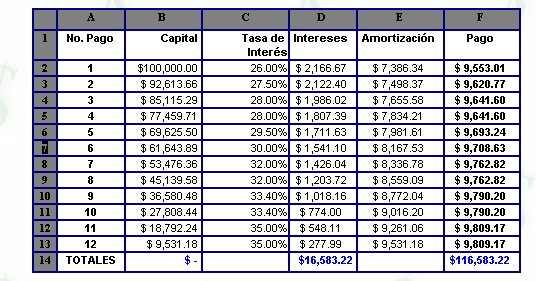 A B C D E F
1 No. Pago Capital Tasa de Interés Intereses Amortización Pago
2 1 $100,000.00 26.00% $ 2,166.67 $ 7,386.34 $ 9,553.01
3 2 $ 92,613.66 27.50% $ 2,122.40 $ 7,498.37 $ 9,620.77
4 3 $ 85,115.29 28.00% $ 1,986.02 $ 7,655.58 $ 9,641.60
5 4 $ 77,459.71 28.00% $ 1,807.39 $ 7,834.21 $ 9,641.60
6 5 $ 69,625.50 29.50% $ 1,711.63 $ 7,981.61 $ 9,693.24
7 6 $ 61,643.89 30.00% $ 1,541.10 $ 8,167.53 $ 9,708.63
8 7 $ 53,476.36 32.00% $ 1,426.04 $ 8,336.78 $ 9,762.82
9 8 $ 45,139.58 32.00% $ 1,203.72 $ 8,559.09 $ 9,762.82
10 9 $ 36,580.48 33.40% $ 1,018.16 $ 8,772.04 $ 9,790.20
11 10 $ 27,808.44 33.40% $ 774.00 $ 9,016.20 $ 9,790.20
12 11 $ 18,792.24 35.00% $ 548.11 $ 9,261.06 $ 9,809.17
13 12 $ 9,531.18 35.00% $ 277.99 $ 9,531.18 $ 9,809.17
14 TOTALES $ - $16,583.22 $116,583.22